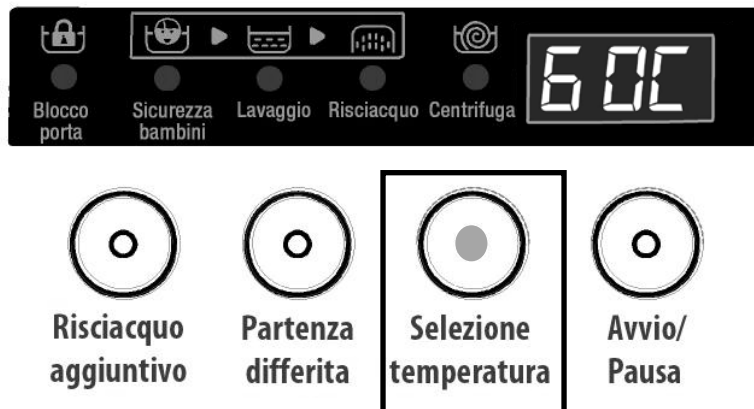 Blocco porta
Sicurezza bambini
Lavaggio
Risciacquo
Centrifuga
60C
Risciacquo aggiuntivo
Partenza differita
Selezione temperatura
Avvio/ Pausa